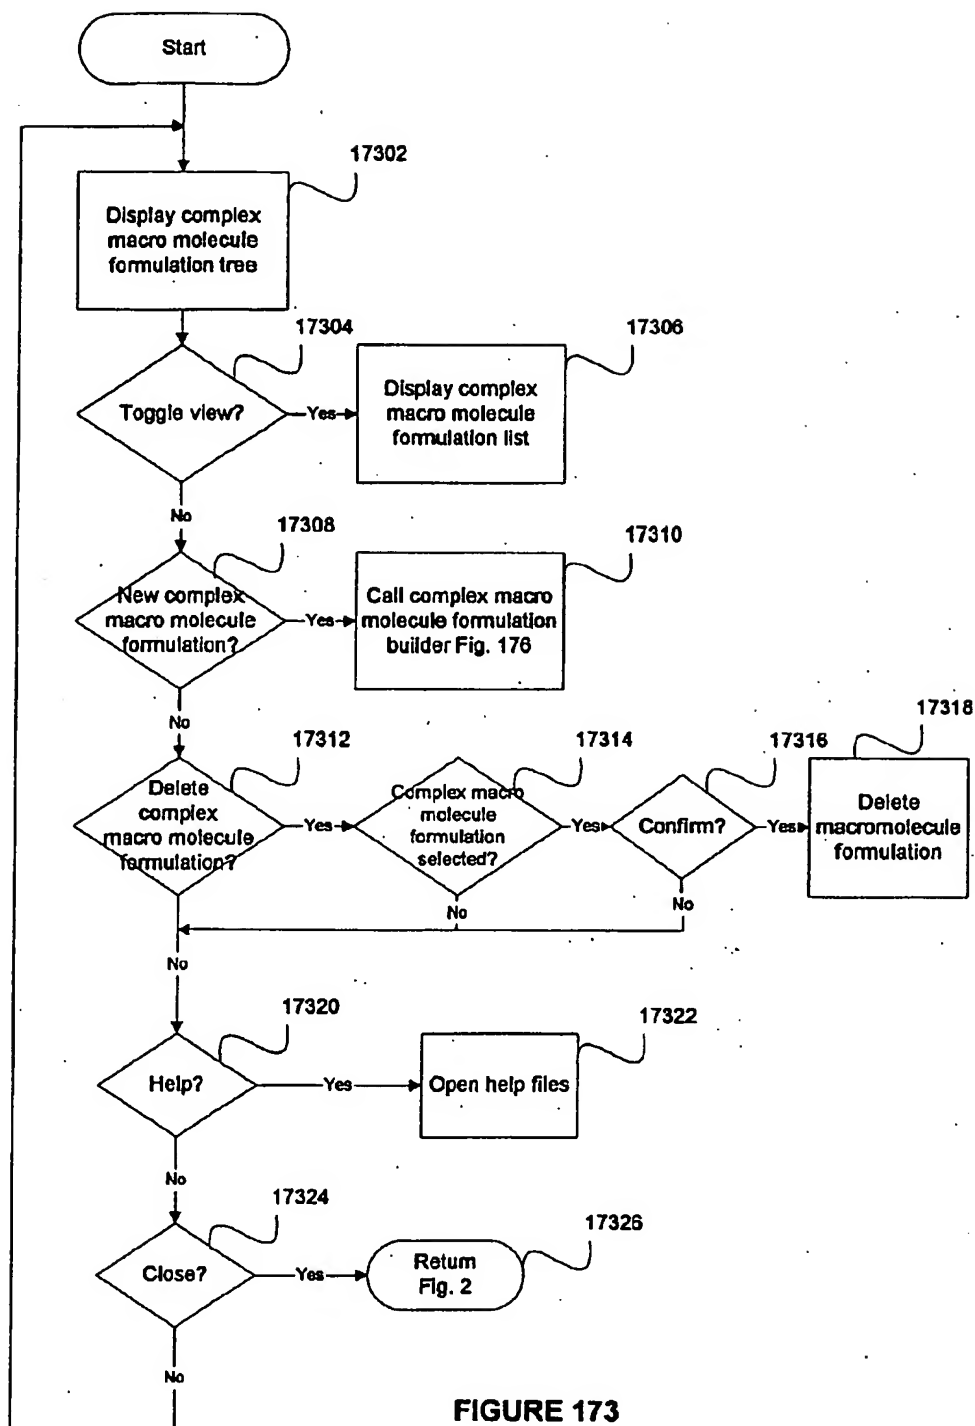 Start
17302
Display complex
macro molecule
formulation tree
17304
Toggle view?
Yes
17306
Display complex
macro molecule
formulation list
No
17308
New complex
macro molecule
formulation?
Yes
17310
Call complex macro
molecule formulation
builder Fig. 176
No
17312
Delete
complex
macro molecule
formulation?
Yes
17314
Complex macro
molecule
formulation
selected?
Yes
17316
Confirm?
Yes
17318
Delete
macromolecule
formulation
No
No
No
17320
Help?
Yes
17322
Open help files
No
17324
Close?
Yes
17326
Return
Fig. 2
No
FIGURE 173